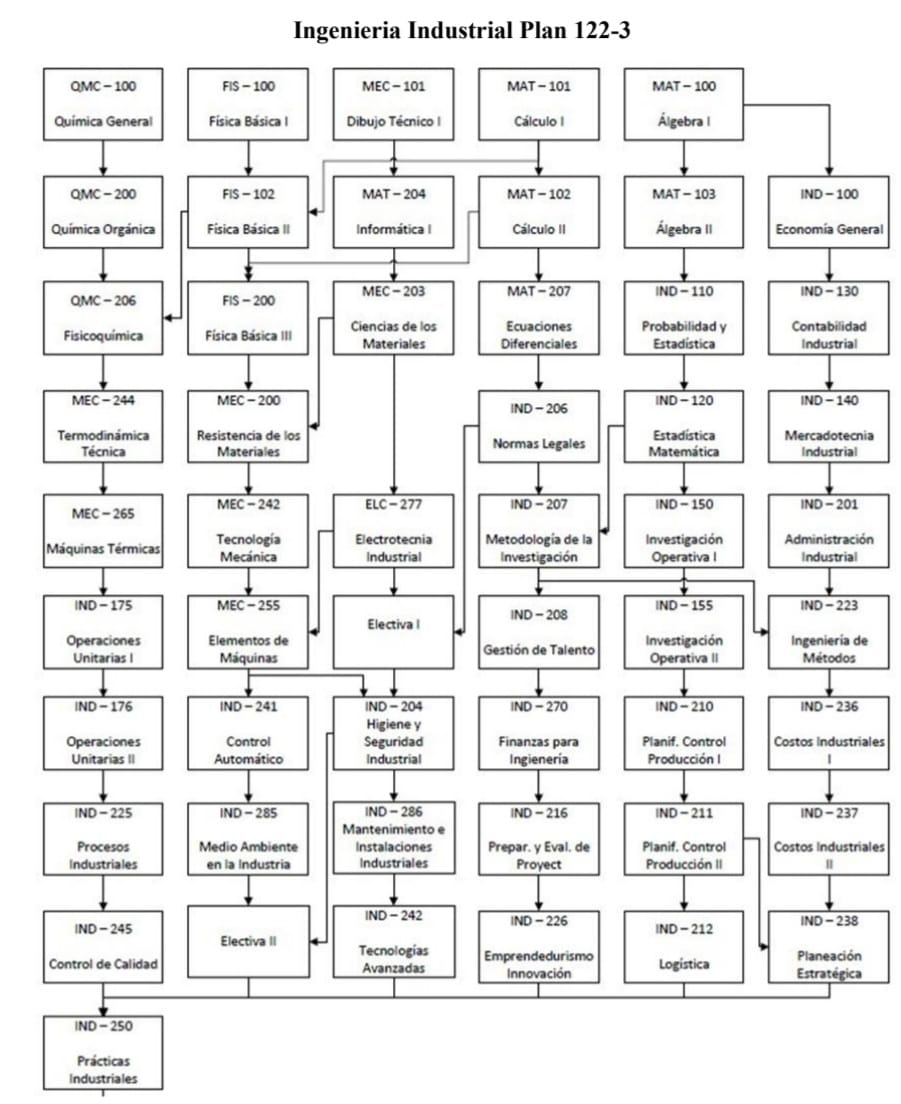 Ingenieria Industrial Plan 122-3
QMC – 100
Química General
FIS – 100
Física Básica I
MEC – 101
Dibujo Técnico I
MAT – 101
Cálculo I
MAT – 100
Álgebra I
QMC – 200
Química Orgánica
FIS – 102
Física Básica II
MAT – 204
Informática I
MAT – 102
Cálculo II
MAT – 103
Álgebra II
IND – 100
Economía General
QMC – 206
Fisicoquímica
FIS – 200
Física Básica III
MEC – 203
Ciencias de los
Materiales
MAT – 207
Ecuaciones
Diferenciales
IND – 110
Probabilidad y
Estadística
IND – 130
Contabilidad
Industrial
MEC – 244
Termodinámica
Técnica
MEC – 200
Resistencia de los
Materiales
IND – 206
Normas Legales
IND – 120
Estadística
Matemática
IND – 140
Mercadotecnia
Industrial
MEC – 265
Máquinas Térmicas
MEC – 242
Tecnología
Mecánica
ELC – 277
Electrotecnia
Industrial
IND – 207
Metodología de la
Investigación
IND – 150
Investigación
Operativa I
IND – 201
Administración
Industrial
IND – 175
Operaciones
Unitarias I
MEC – 255
Elementos de
Máquinas
Electiva I
IND – 208
Gestión de Talento
IND – 155
Investigación
Operativa II
IND – 223
Ingeniería de
Métodos
IND – 176
Operaciones
Unitarias II
IND – 241
Control
Automático
IND – 204
Higiene y
Seguridad
Industrial
IND – 270
Finanzas para
Ingienería
IND – 210
Planif. Control
Producción I
IND – 236
Costos Industriales
I
IND – 225
Procesos
Industriales
IND – 285
Medio Ambiente
en la Industria
IND – 286
Mantenimiento e
Instalaciones
Industriales
IND – 216
Prepar. y Eval. de
Proyect
IND – 211
Planif. Control
Producción II
IND – 237
Costos Industriales
II
IND – 245
Control de Calidad
Electiva II
IND – 242
Tecnologías
Avanzadas
IND – 226
Emprendedurismo
Innovación
IND – 212
Logística
IND – 238
Planeación
Estratégica
IND – 250
Prácticas
Industriales